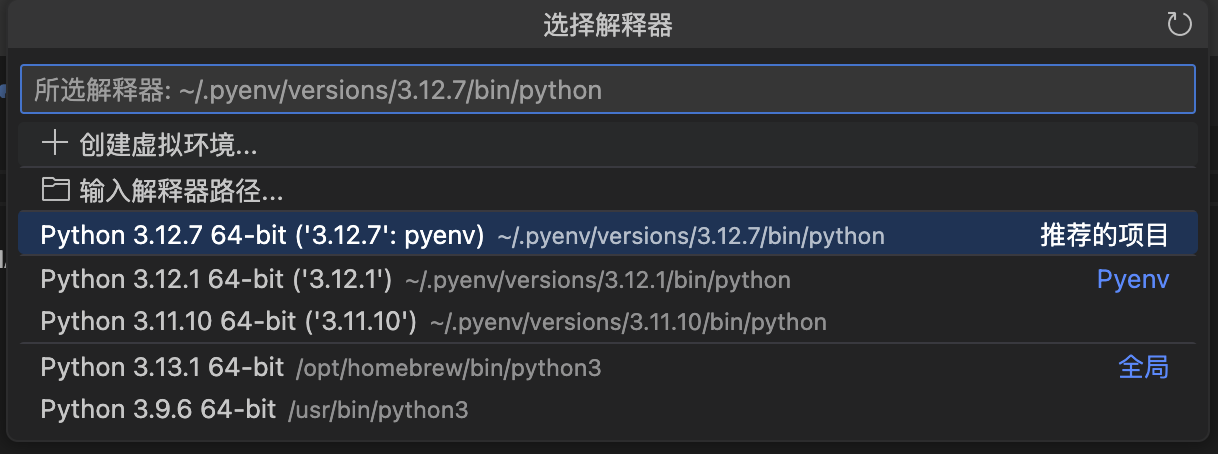 选择解释器
所选解释器: ~/.pyenv/versions/3.12.7/bin/python
创建虚拟环境...
输入解释器路径...
Python 3.12.7 64-bit ('3.12.7': pyenv) ~/.pyenv/versions/3.12.7/bin/python 推荐的项目
Python 3.12.1 64-bit ('3.12.1') ~/.pyenv/versions/3.12.1/bin/python Pyenv
Python 3.11.10 64-bit ('3.11.10') ~/.pyenv/versions/3.11.10/bin/python
Python 3.13.1 64-bit /opt/homebrew/bin/python3 全局
Python 3.9.6 64-bit /usr/bin/python3